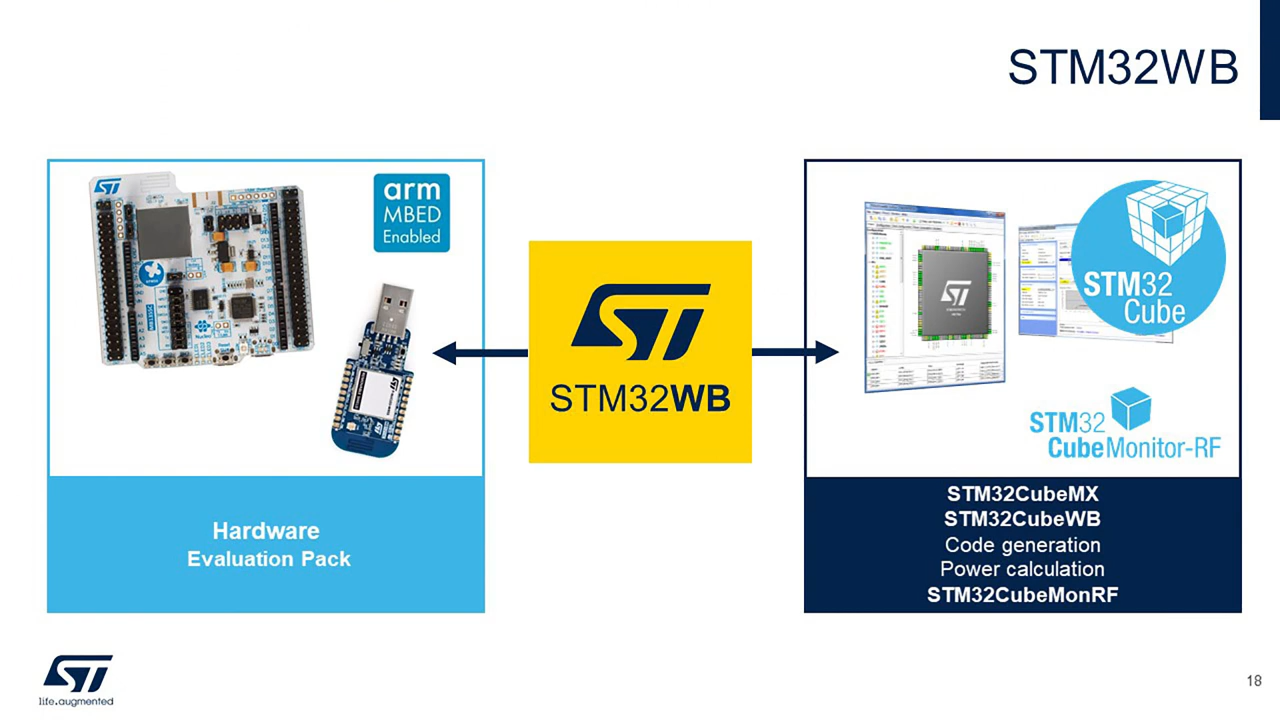 STM32WB
arm
MBED
Enabled
STM32WB
STM32
Cube
STM32
CubeMonitor-RF
Hardware
Evaluation Pack
STM32CubeMX
STM32CubeWB
Code generation
Power calculation
STM32CubeMonRF
life.augmented
18